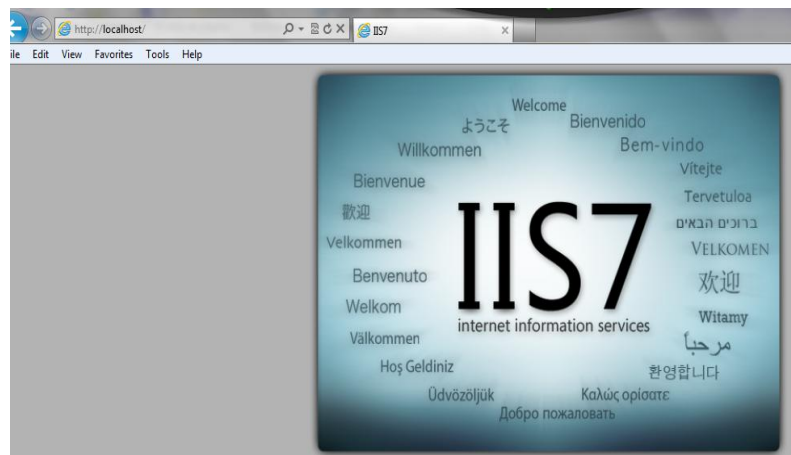 http://localhost/
IIS7
ile Edit View Favorites Tools Help
Welcome
ようこそ
Bienvenido
Willkommen
Bem-vindo
Vítejte
Bienvenue
Tervetuloa
歡迎
ברוכים הבאים
Velkommen
VELKOMEN
IIS7
Benvenuto
欢迎
Welkom
internet information services
Witamy
Välkommen
مرحباً
Hoş Geldiniz
환영합니다
Üdvözöljük
Καλώς ορίσατε
Добро пожаловать